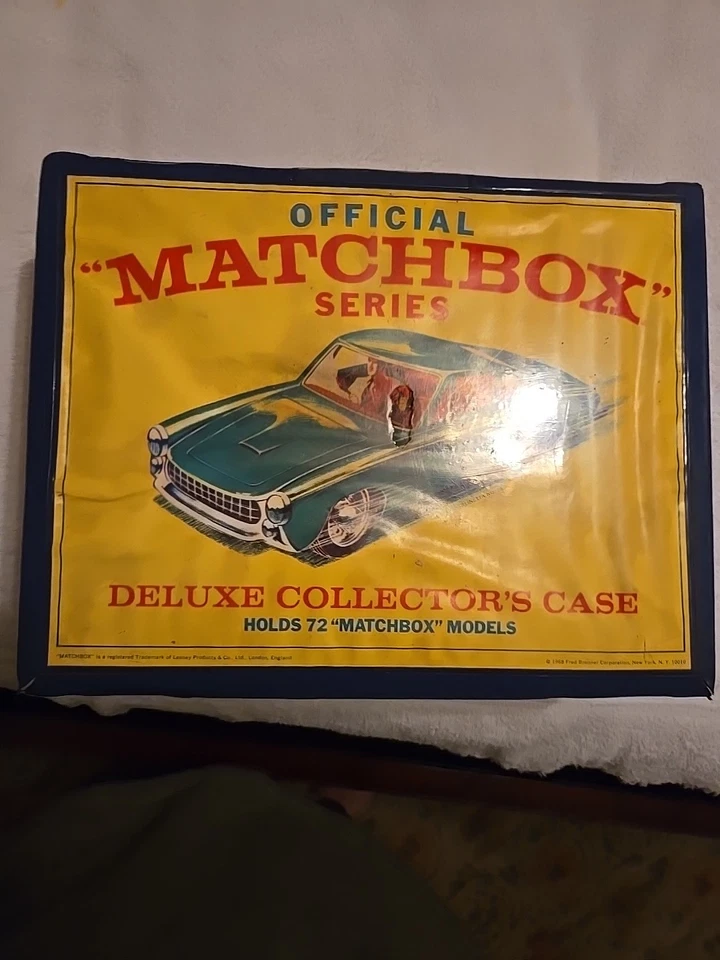 OFFICIAL
"MATCHBOX"
SERIES
DELUXE COLLECTOR'S CASE
HOLDS 72 "MATCHBOX" MODELS
"MATCHBOX" is a registered Trademark of Lesney Products & Co. Ltd., London, England
© 1968 Fred Bronner Corporation, New York, N. Y. 10010